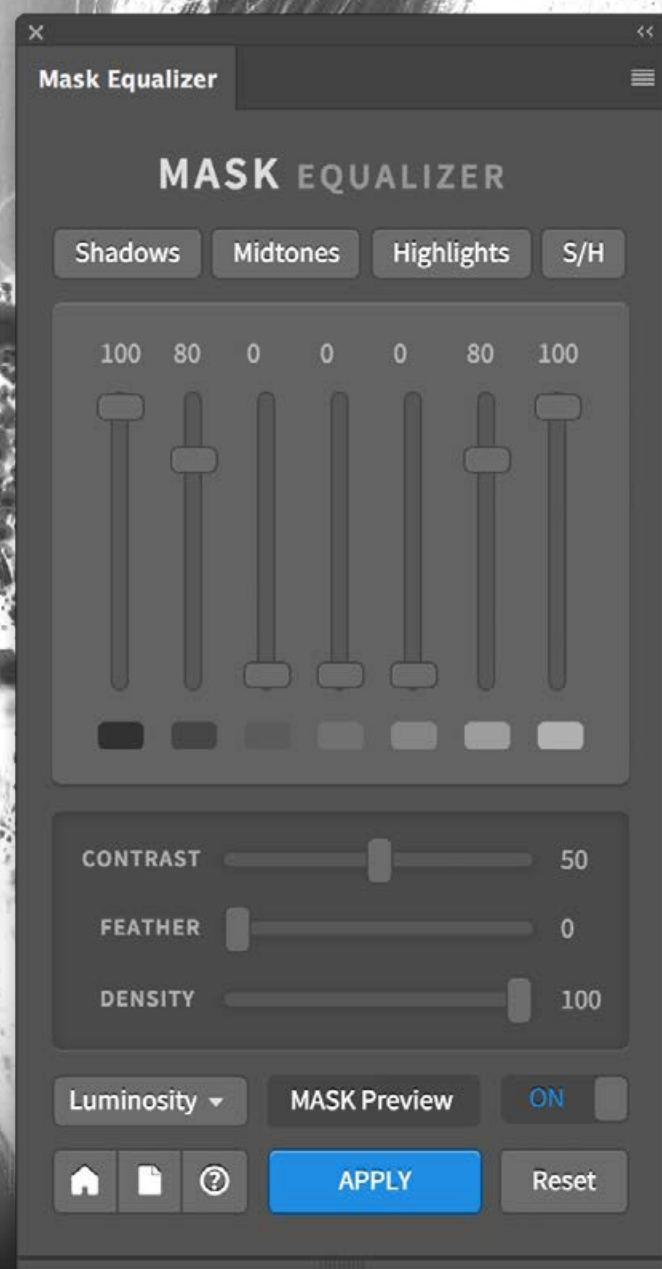 Mask Equalizer
MASK EQUALIZER
Shadows Midtones Highlights S/H
100 80 0 0 0 80 100
CONTRAST 50
FEATHER 0
DENSITY 100
Luminosity MASK Preview ON
? APPLY Reset